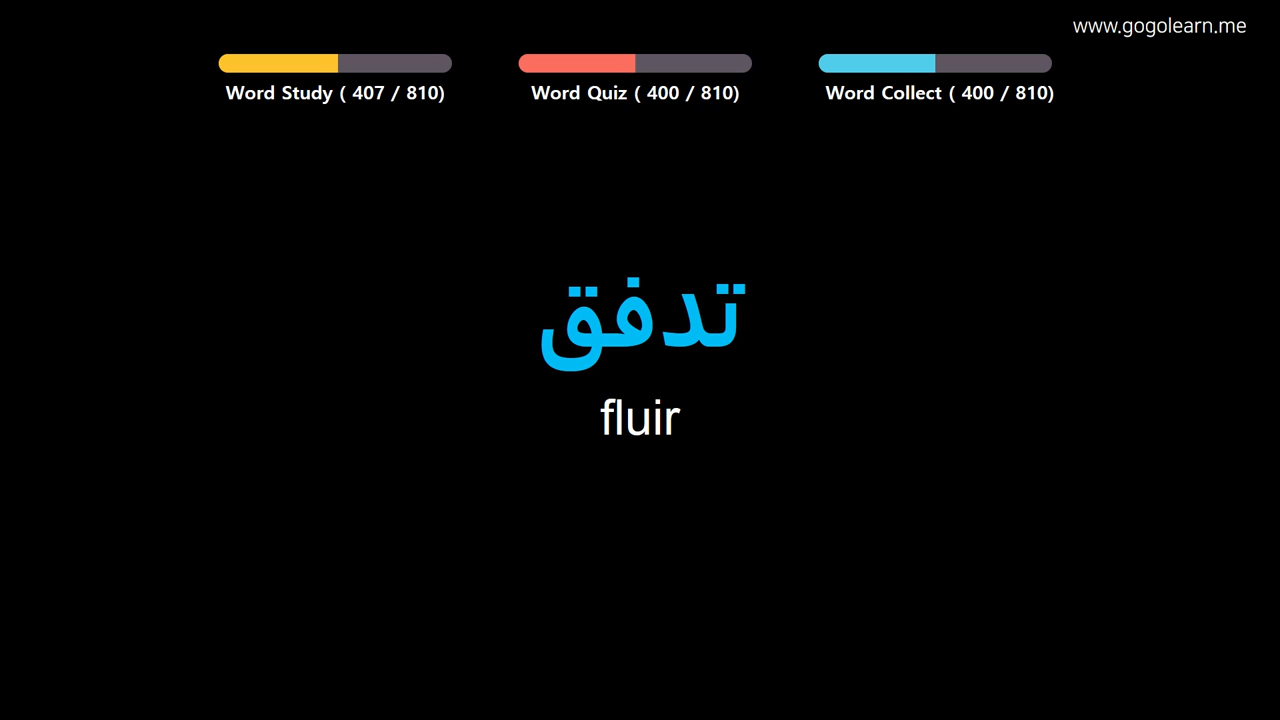 www.gogolearn.me
Word Study ( 407 / 810)
Word Quiz ( 400 / 810)
Word Collect ( 400 / 810)
تدفق
fluir